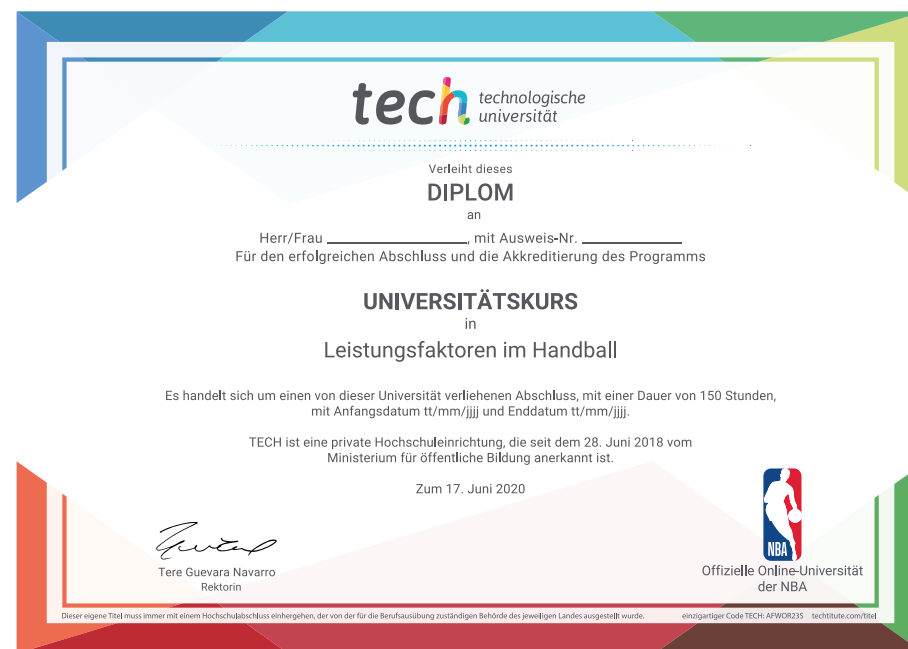 tech technologische
universität
Verleiht dieses
DIPLOM
an
Herr/Frau ______________, mit Ausweis-Nr. ___________
Für den erfolgreichen Abschluss und die Akkreditierung des Programms
UNIVERSITÄTSKURS
in
Leistungsfaktoren im Handball
Es handelt sich um einen von dieser Universität verliehenen Abschluss, mit einer Dauer von 150 Stunden,
mit Anfangsdatum tt/mm/jjjj und Enddatum tt/mm/jjjj.
TECH ist eine private Hochschuleinrichtung, die seit dem 28. Juni 2018 vom
Ministerium für öffentliche Bildung anerkannt ist.
Zum 17. Juni 2020
Tere Guevara Navarro
Rektorin
NBA
Offizielle Online-Universität
der NBA
Dieser eigene Titel muss immer mit einem Hochschulabschluss einhergehen, der von der für die Berufsausübung zuständigen Behörde des jeweiligen Landes ausgestellt wurde. einzigartiger Code TECH: AFWOR235 techtitute.com/titel